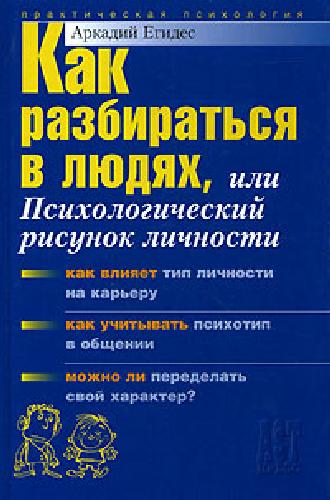 практическая психология
Аркадий Егидес
Как
разбираться
в людях, или
Психологический
рисунок личности
как влияет тип личности
на карьеру
как учитывать психотип
в общении
можно ли переделать
свой характер?
АСТ
ПРЕСС